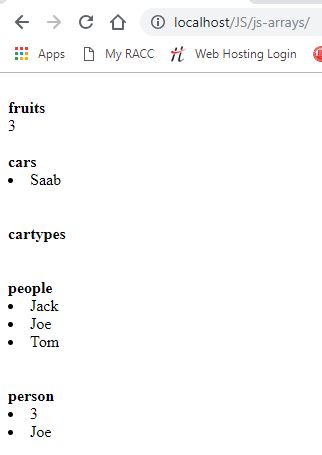 localhost/JS/js-arrays/
Apps My RACC Web Hosting Login
fruits
3
cars
• Saab
cartypes
people
• Jack
• Joe
• Tom
person
• 3
• Joe